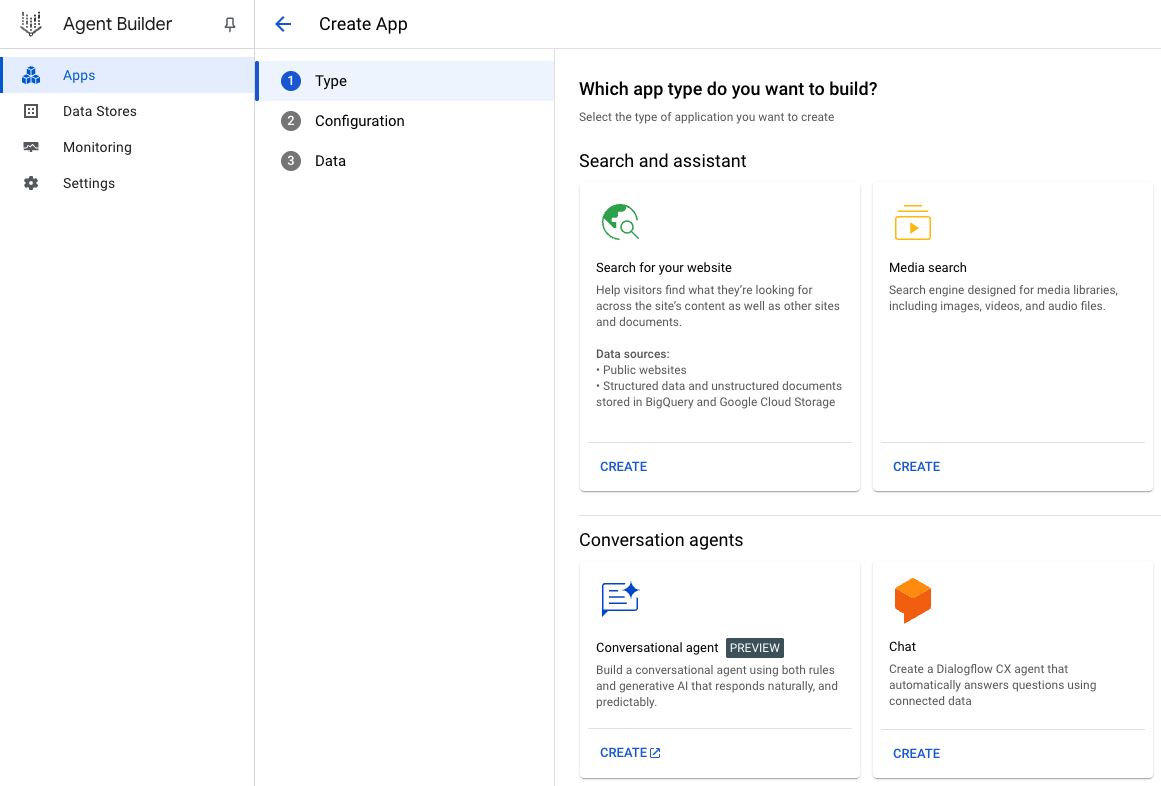 Agent Builder
Create App
Apps
Data Stores
Monitoring
Settings
1 Type
2 Configuration
3 Data
Which app type do you want to build?
Select the type of application you want to create
Search and assistant
Search for your website
Help visitors find what they're looking for
across the site's content as well as other sites
and documents.
Data sources:
• Public websites
• Structured data and unstructured documents
stored in BigQuery and Google Cloud Storage
CREATE
Media search
Search engine designed for media libraries,
including images, videos, and audio files.
CREATE
Conversation agents
Conversational agent PREVIEW
Build a conversational agent using both rules
and generative AI that responds naturally, and
predictably.
CREATE
Chat
Create a Dialogflow CX agent that
automatically answers questions using
connected data
CREATE